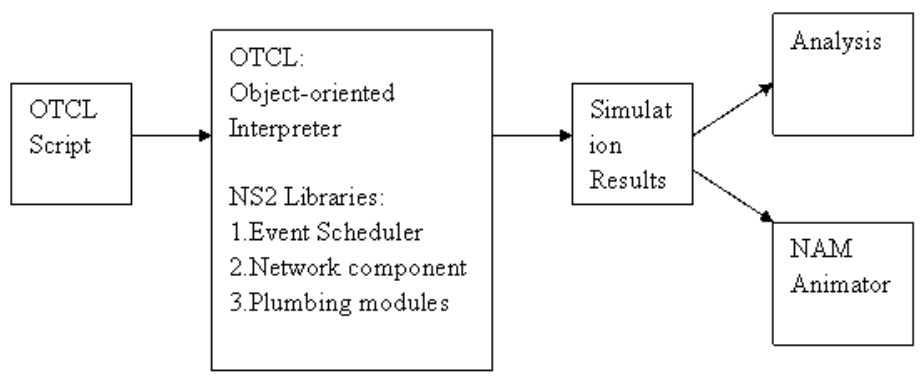 OTCL
Script
OTCL:
Object-oriented
Interpreter
NS2 Libraries:
1.Event Scheduler
2.Network component
3.Plumbing modules
Simulat
ion
Results
Analysis
NAM
Animator